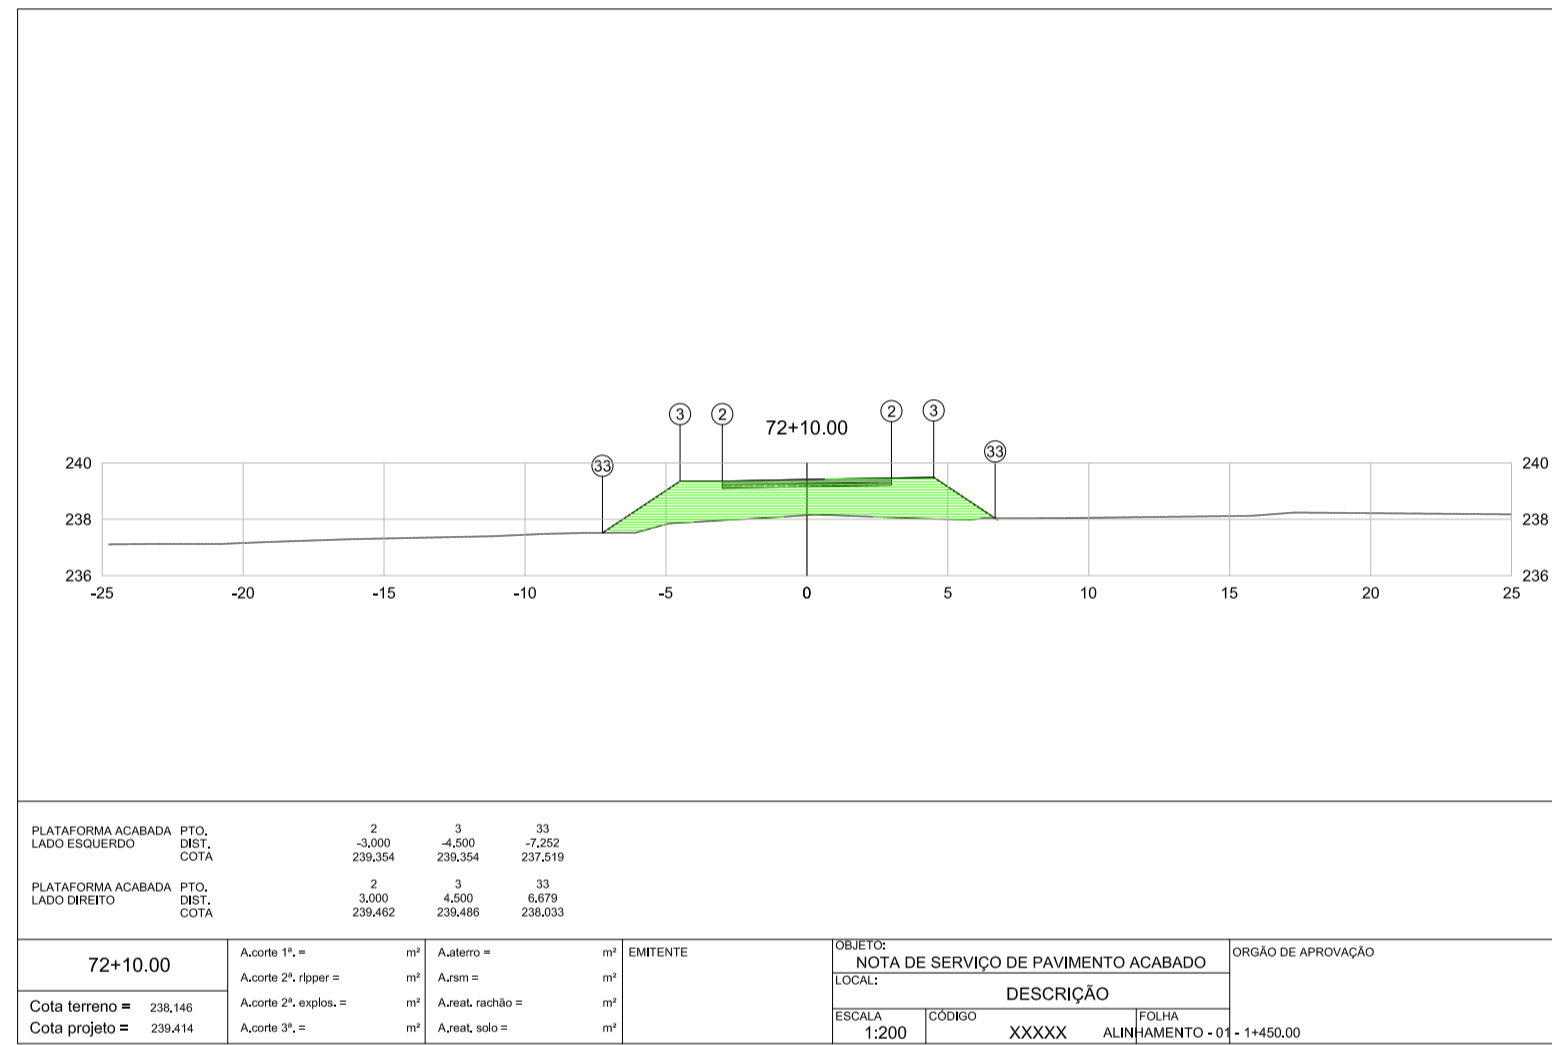 3 2 2 3
72+10.00
33 33
240 240
238 238
236 236
-25 -20 -15 -10 -5 0 5 10 15 20 25
PLATAFORMA ACABADA PTO. 2 3 33
LADO ESQUERDO DIST. -3.000 -4.500 -7.252
COTA 239.354 239.354 237.519
PLATAFORMA ACABADA PTO. 2 3 33
LADO DIREITO DIST. 3.000 4.500 6.679
COTA 239.462 239.486 238.033
72+10.00
Cota terreno = 238.146
Cota projeto = 239.414
A.corte 1ª. = m²
A.corte 2ª. ripper = m²
A.corte 2ª. explos. = m²
A.corte 3ª. = m²
A.aterro = m²
A.rsm = m²
A.reat. rachão = m²
A.reat. solo = m²
EMITENTE
OBJETO:
NOTA DE SERVIÇO DE PAVIMENTO ACABADO
LOCAL:
DESCRIÇÃO
ESCALA
1:200
CÓDIGO
XXXXX
FOLHA
ALINHAMENTO - 01 - 1+450.00
ORGÃO DE APROVAÇÃO